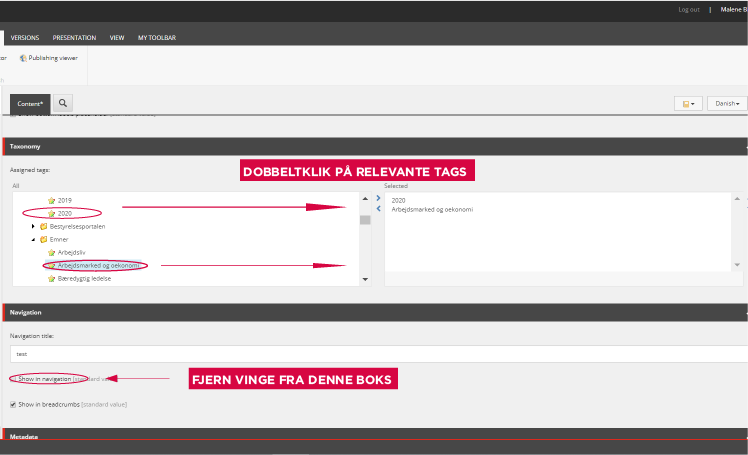 Log out | Malene B
VERSIONS PRESENTATION VIEW MY TOOLBAR
tor Publishing viewer
Content* Danish
Taxonomy
DOBBELTKLIK PÅ RELEVANTE TAGS
Assigned tags:
All Selected
2019
2020
Bestyrelsesportalen
Emner
Arbejdsliv
Arbejdsmarked og oekonomi
Bæredygtig ledelse
2020
Arbejdsmarked og oekonomi
Navigation
Navigation title:
test
Show in navigation [standard va
FJERN VINGE FRA DENNE BOKS
Show in breadcrumbs [standard value]
Metadata